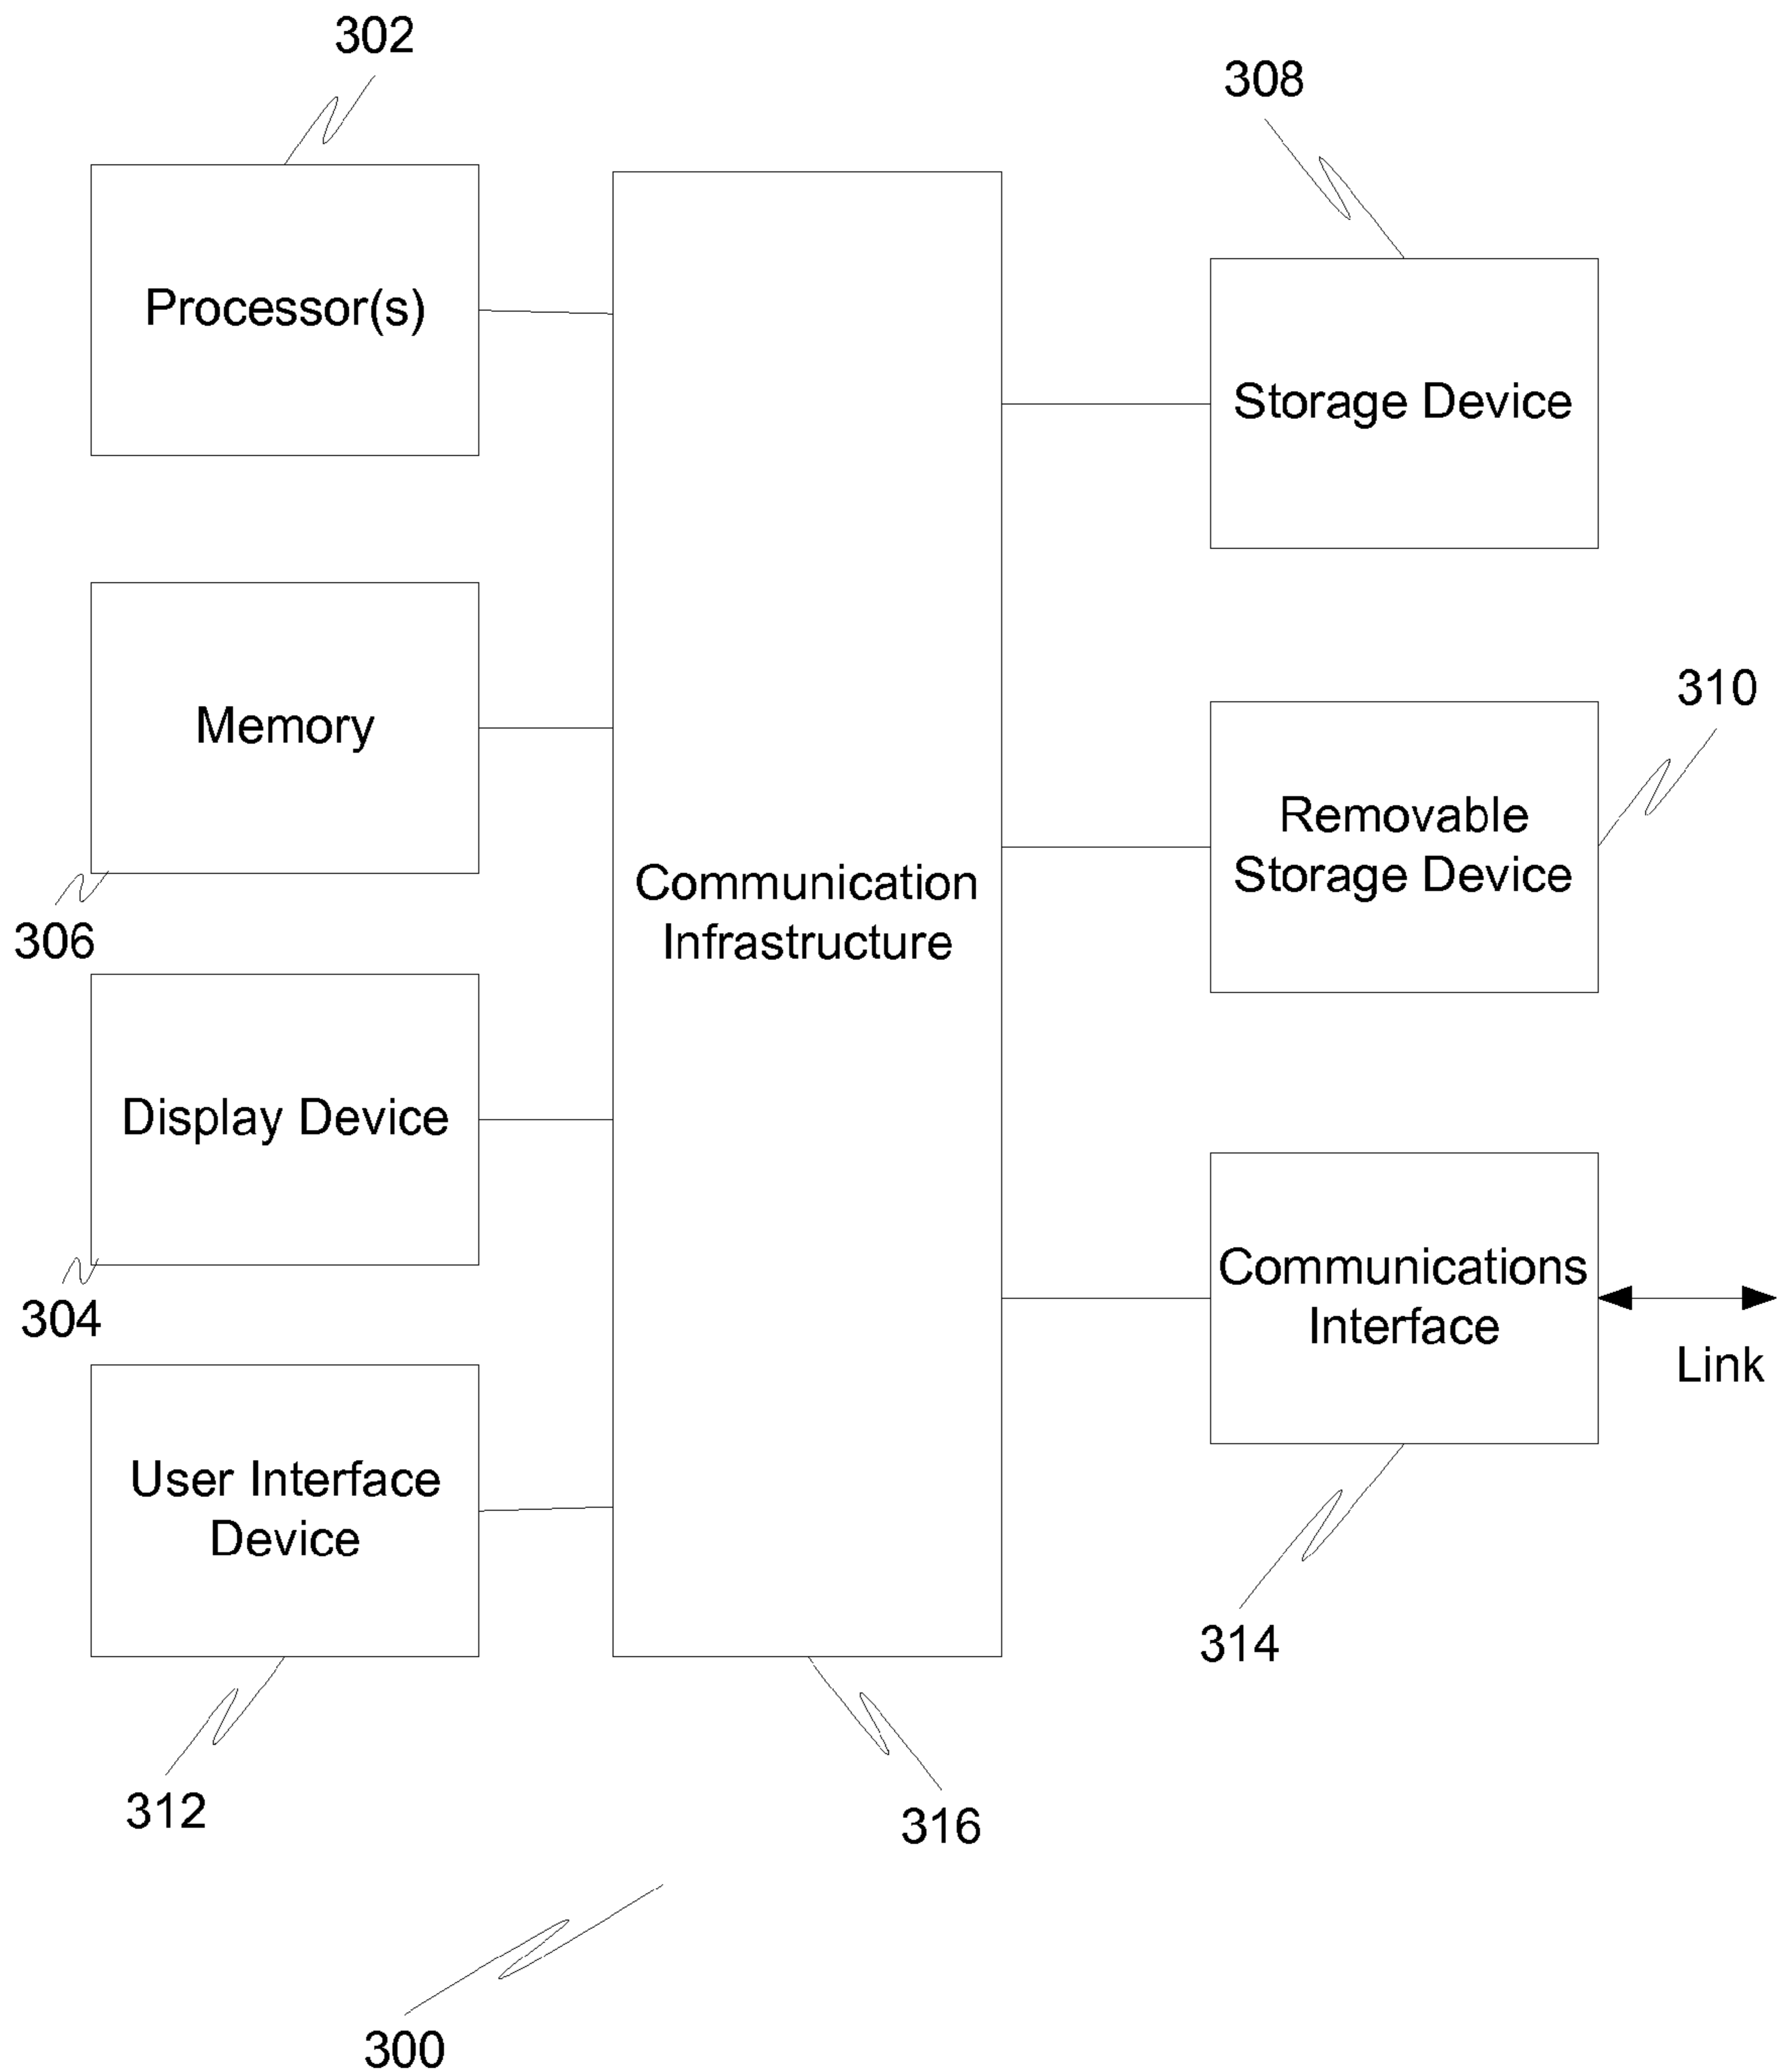 302
308
Processor(s)
Storage Device
310
Memory
Removable
Storage Device
Communication
Infrastructure
306
Display Device
Communications
Interface
304
Link
User Interface
Device
314
312
316
300